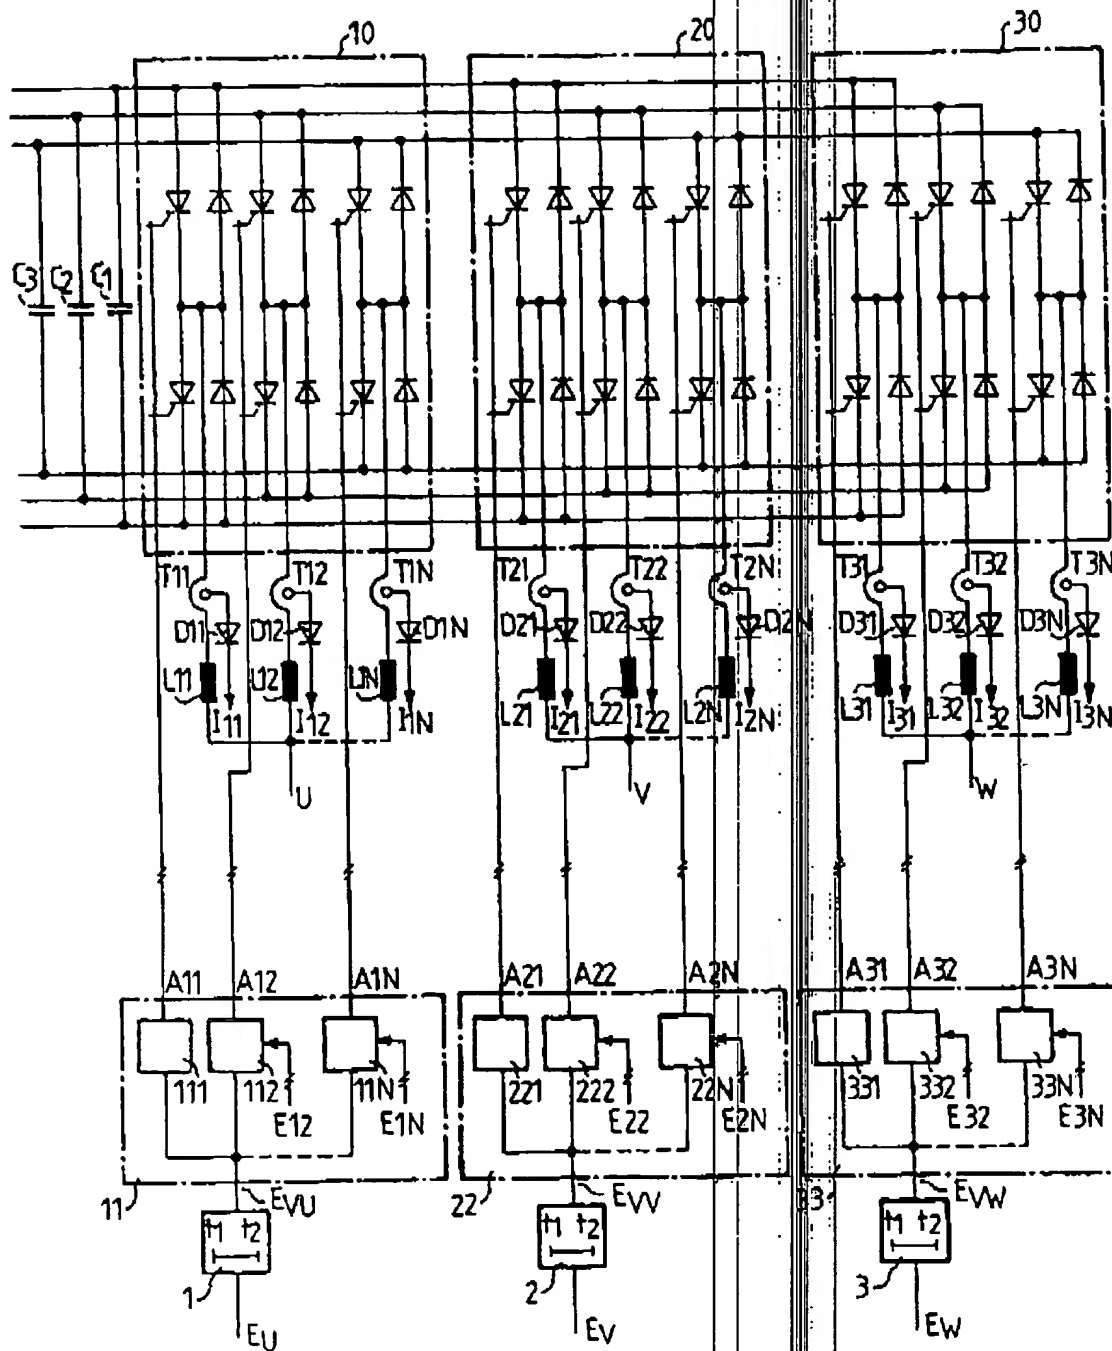 10 20 30
C3 C2 C1
T11 T12 T1N T21 T22 T2N T31 T32 T3N
D11 D12 D1N D21 D22 D2N D31 D32 D3N
L11 L12 L1N
L21 L22 L2N L31 L32 L3N
I11 I12 I1N I21 I22 I2N I31 I32 I3N
U V W
A11 A12 A1N A21 A22 A2N A31 A32 A3N
111 112 11N 221 222 22N 331 332 33N
E12 E1N E22 E2N E32 E3N
11 EVU 22 EVV 33 EVW
t1 t2 t1 t2 t1 t2
1 2 3
EU EV EW